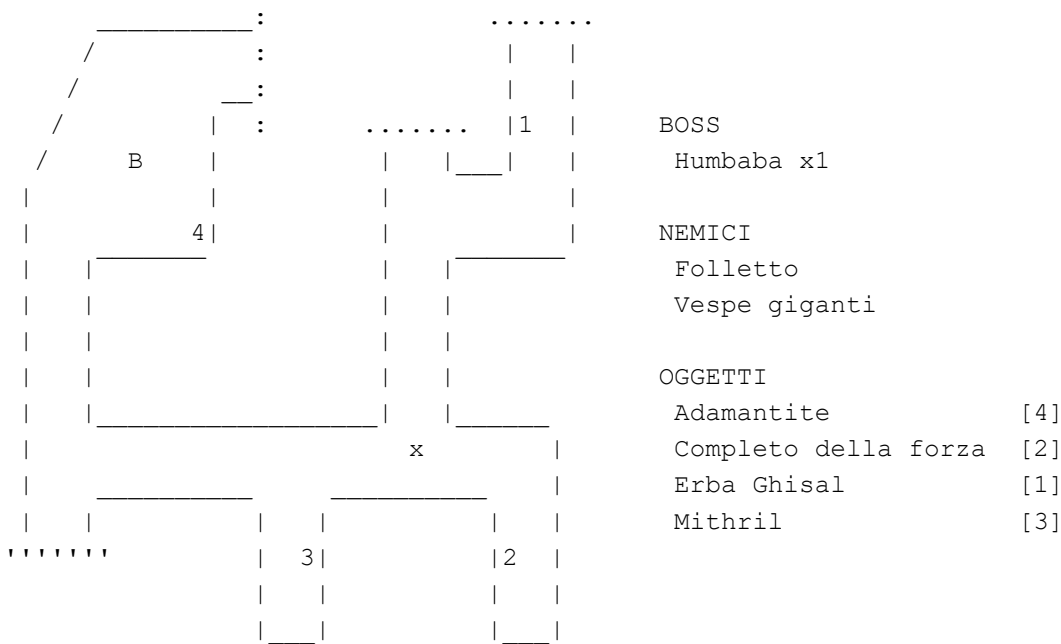 1 BOSS
B Humbaba x1
4 NEMICI
Folletto
Vespe giganti
OGGETTI
Adamantite [4]
x Completo della forza [2]
Erba Ghisal [1]
Mithril [3]
3 2